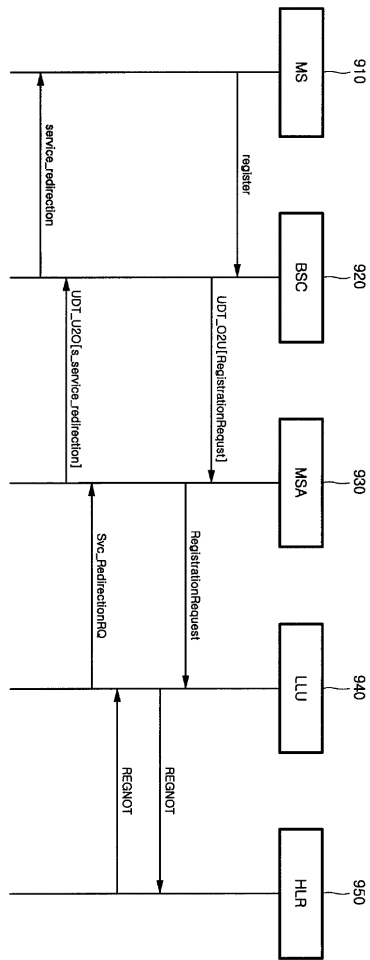 910
920
930
940
950
MS
BSC
MSA
LLU
HLR
register
UDT_O2U[RegistrationRequst]
RegistrationRequest
REGNOT
REGNOT
Svc_RedirectionRQ
UDT_U2O[s_service_redirection]
service_redirection